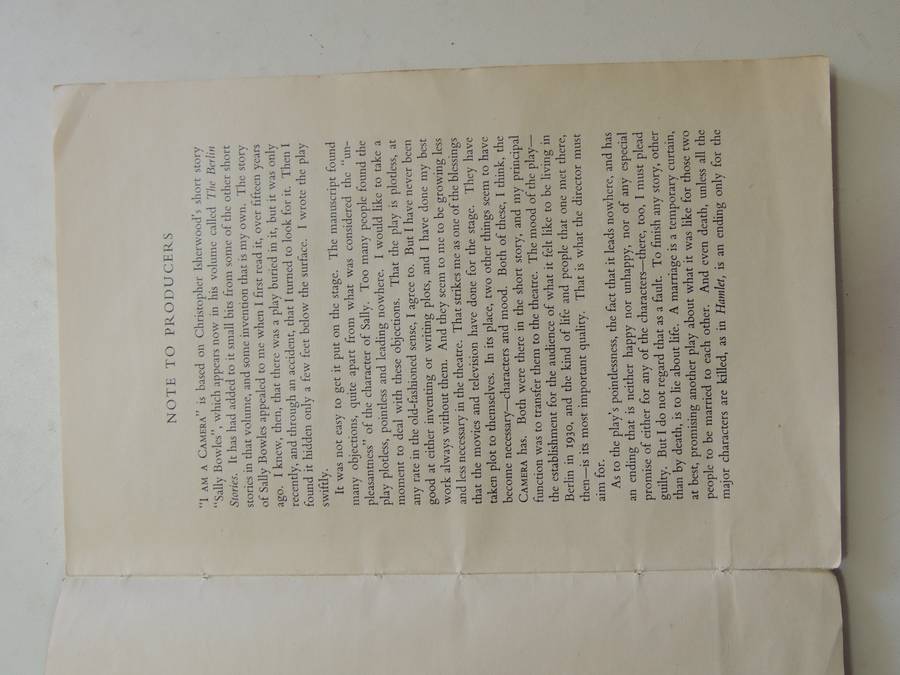 NOTE TO PRODUCERS
"I AM A CAMERA" is based on Christopher Isherwood's short story
"Sally Bowles", which appears now in his volume called The Berlin
Stories. It has had added to it small bits from some of the other short
stories in that volume, and some invention that is my own. The story
of Sally Bowles appealed to me when I first read it, over fifteen years
ago. I knew, then, that there was a play buried in it, but it was only
recently, and through an accident, that I turned to look for it. Then I
found it hidden only a few feet below the surface. I wrote the play
swiftly.
It was not easy to get it put on the stage. The manuscript found
many objections, quite apart from what was considered the "un-
pleasantness" of the character of Sally. Too many people found the
play plotless, pointless and leading nowhere. I would like to take a
moment to deal with these objections. That the play is plotless, at
any rate in the old-fashioned sense, I agree to. But I have never been
good at either inventing or writing plots, and I have done my best
work always without them. And they seem to me to be growing less
and less necessary in the theatre. That strikes me as one of the blessings
that the movies and television have done for the stage. They have
taken plot to themselves. In its place, two other things seem to have
become necessary—characters and mood. Both of these, I think, the
CAMERA has. Both were there in the short story, and my principal
function was to transfer them to the theatre. The mood of the play—
the establishment for the audience of what it felt like to be living in
Berlin in 1930, and the kind of life and people that one met there,
then—is its most important quality. That is what the director must
aim for.
As to the play's pointlessness, the fact that it leads nowhere, and has
an ending that is neither happy nor unhappy, nor of any especial
promise of either for any of the characters—there, too, I must plead
guilty. But I do not regard that as a fault. To finish any story, other
than by death, is to lie about life. A marriage is a temporary curtain,
at best, promising another play about what it was like for those two
people to be married to each other. And even death, unless all the
major characters are killed, as in Hamlet, is an ending only for the